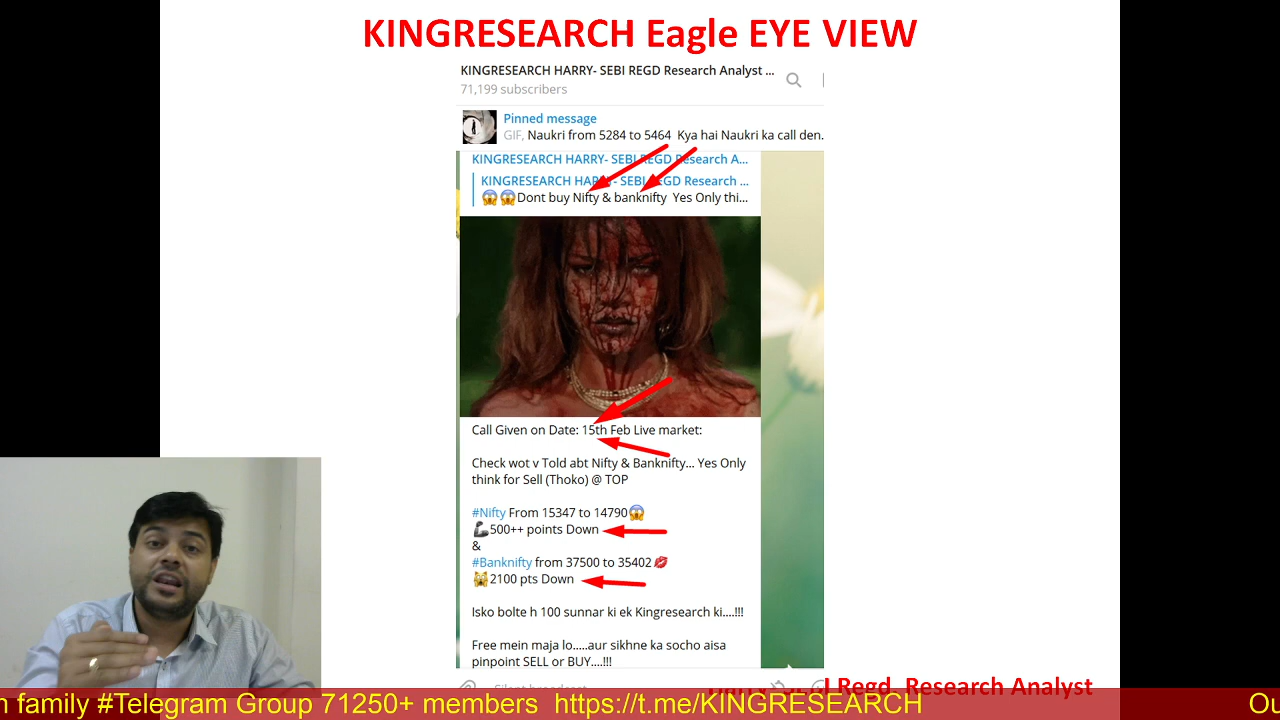 KINGRESEARCH Eagle EYE VIEW
KINGRESEARCH HARRY- SEBI REGD Research Analyst ...
71,199 subscribers
Pinned message
GIF, Naukri from 5284 to 5464 Kya hai Naukri ka call den.
KINGRESEARCH HARRY- SEBI REGD Research A...
KINGRESEARCH HARRY- SEBI REGD Research ...
😱😱Dont buy Nifty & banknifty Yes Only thi...
Call Given on Date: 15th Feb Live market:
Check wot v Told abt Nifty & Banknifty... Yes Only
think for Sell (Thoko) @ TOP
#Nifty From 15347 to 14790😱
💪500++ points Down
&
#Banknifty from 37500 to 35402💋
🙀2100 pts Down
Isko bolte h 100 sunnar ki ek Kingresearch ki....!!!
Free mein maja lo.....aur sikhne ka socho aisa
pinpoint SELL or BUY....!!!
Silent broadcast
Regd. Research Analyst
family #Telegram Group 71250+ members https://t.me/KINGRESEARCH